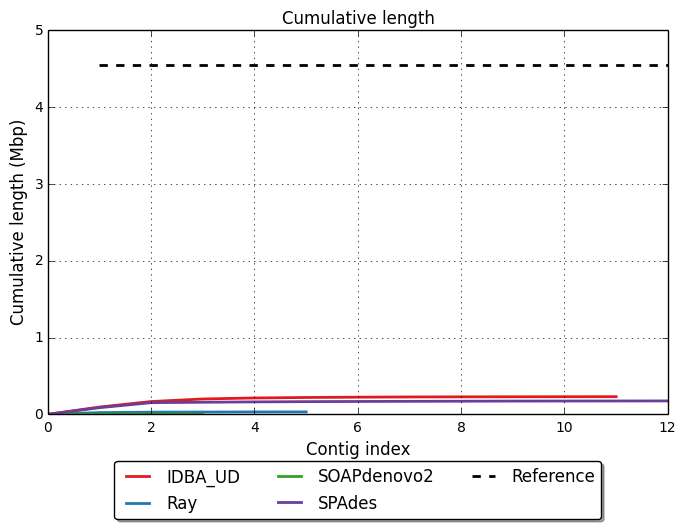 Cumulative length
5
4
3
2
1
0
Cumulative length (Mbp)
0 2 4 6 8 10 12
Contig index
IDBA_UD SOAPdenovo2 Reference
Ray SPAdes